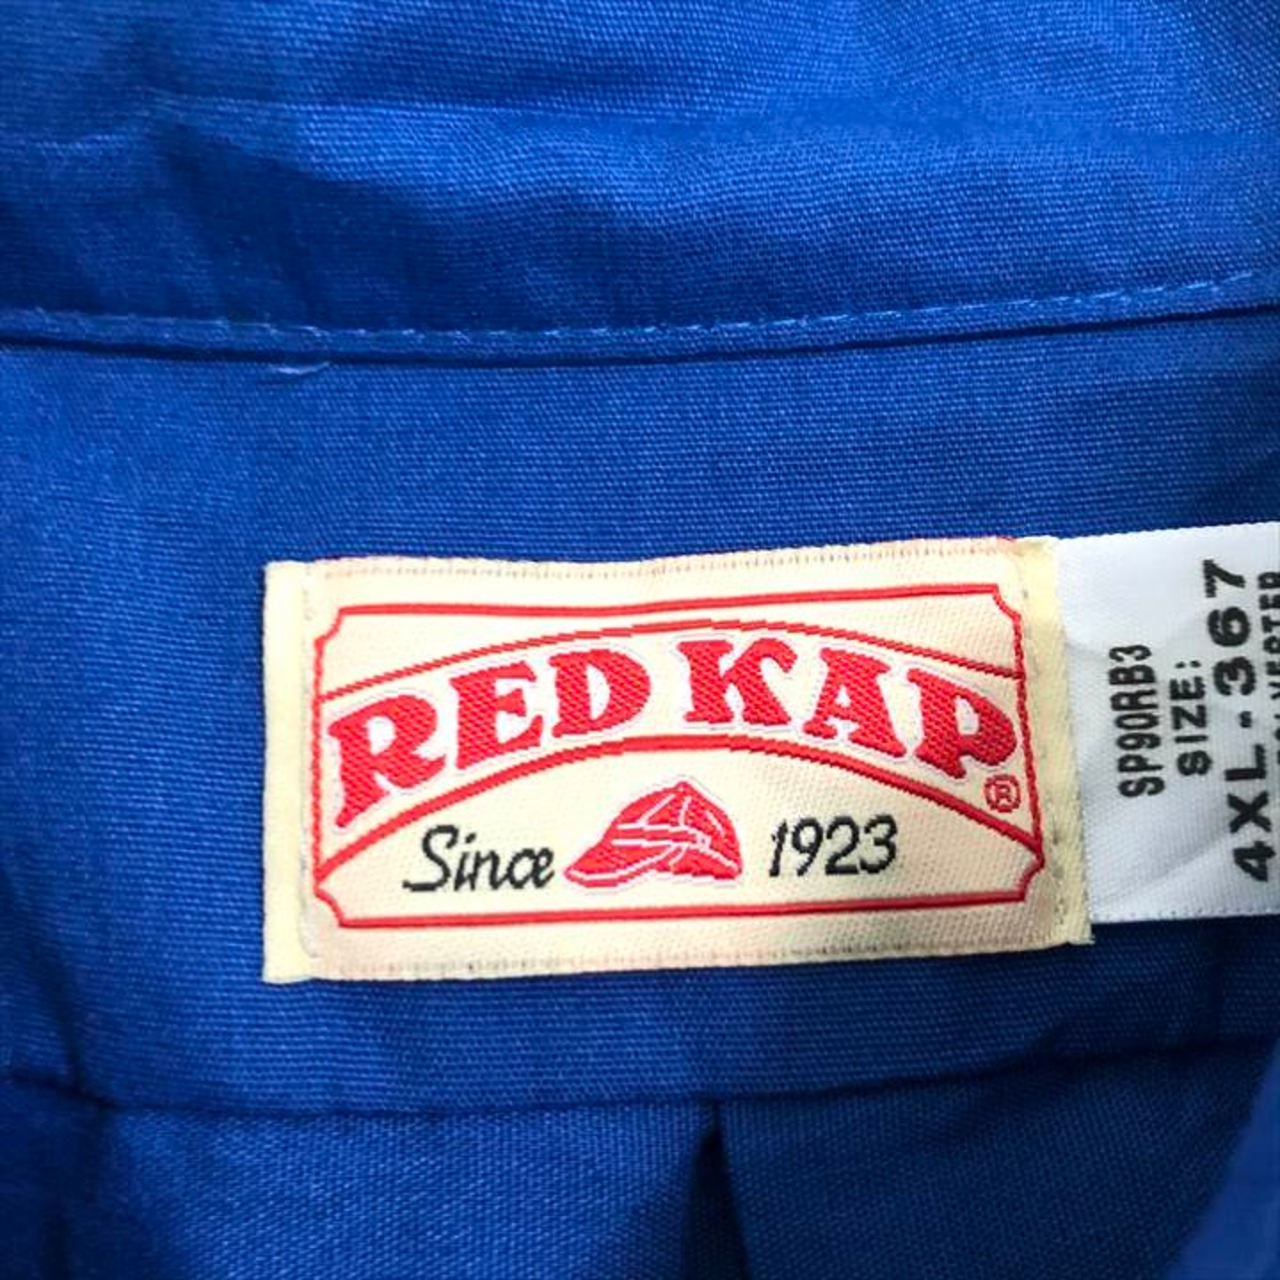 RED KAP®
Since 1923
SP90RB3
SIZE:
4XL-367